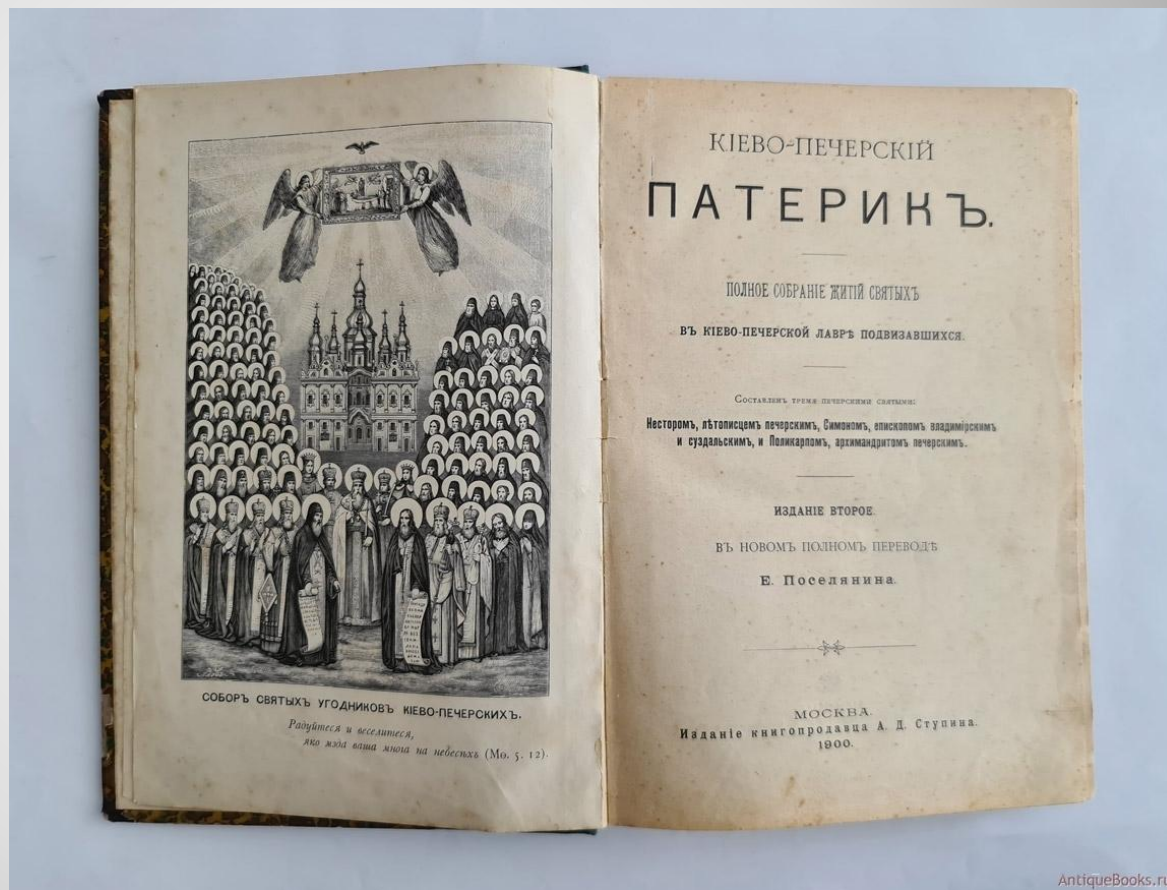 СОБОРЪ СВЯТЫХЪ УГОДНИКОВЪ КІЕВО-ПЕЧЕРСКИХЪ.
Радуйтеся и веселитеся,
яко мзда ваша многа на небесѣхъ (Мѳ. 5. 12).
КІЕВО-ПЕЧЕРСКІЙ
ПАТЕРИКЪ.
ПОЛНОЕ СОБРАНІЕ ЖИТІЙ СВЯТЫХЪ
ВЪ КІЕВО-ПЕЧЕРСКОЙ ЛАВРѢ ПОДВИЗАВШИХСЯ.
Составленъ тремя печерскими святыми:
Несторомъ, лѣтописцемъ печерскимъ, Симономъ, епископомъ владимірскимъ
и суздальскимъ, и Поликарпомъ, архимандритомъ печерскимъ.
ИЗДАНІЕ ВТОРОЕ
ВЪ НОВОМЪ ПОЛНОМЪ ПЕРЕВОДѢ
Е. Поселянина.
МОСКВА.
Изданіе книгопродавца А. Д. Ступина.
1900.
AntiqueBooks.ru